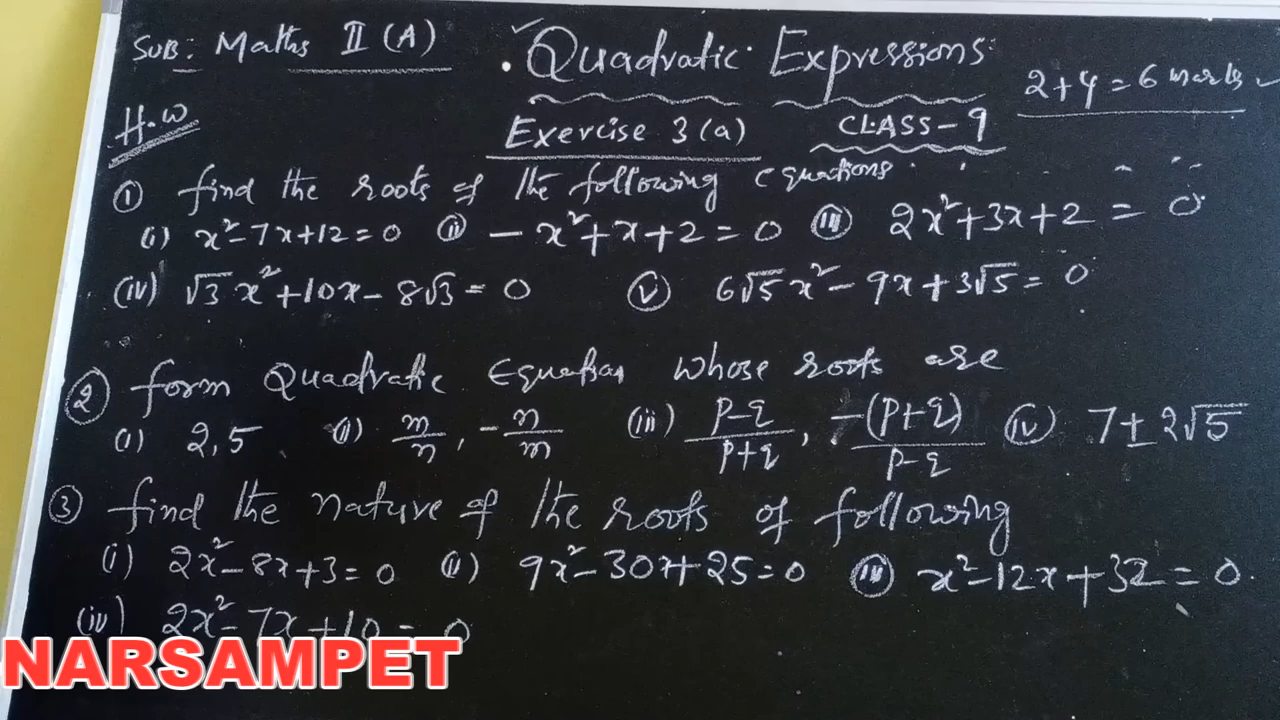 Sub: Maths II (A)
Quadratic Expressions
2+4=6 marks
H.W
Exercise 3(a) CLASS-9
① find the roots of the following equations
(i) x²-7x+12=0 (ii) -x²+x+2=0 (iii) 2x²+3x+2=0
(iv) √3x²+10x-8√3=0 (v) 6√5x²-9x+3√5=0
② form Quadratic Equation whose roots are
(i) 2,5 (ii) m/n, -n/m (iii) p-q/p+q, -(p+q)/p-q (iv) 7±2√5
③ find the nature of the roots of following
(i) 2x²-8x+3=0 (ii) 9x²-30x+25=0 (iii) x²-12x+32=0.
(iv) 2x²-7x+10=0
NARSAMPET